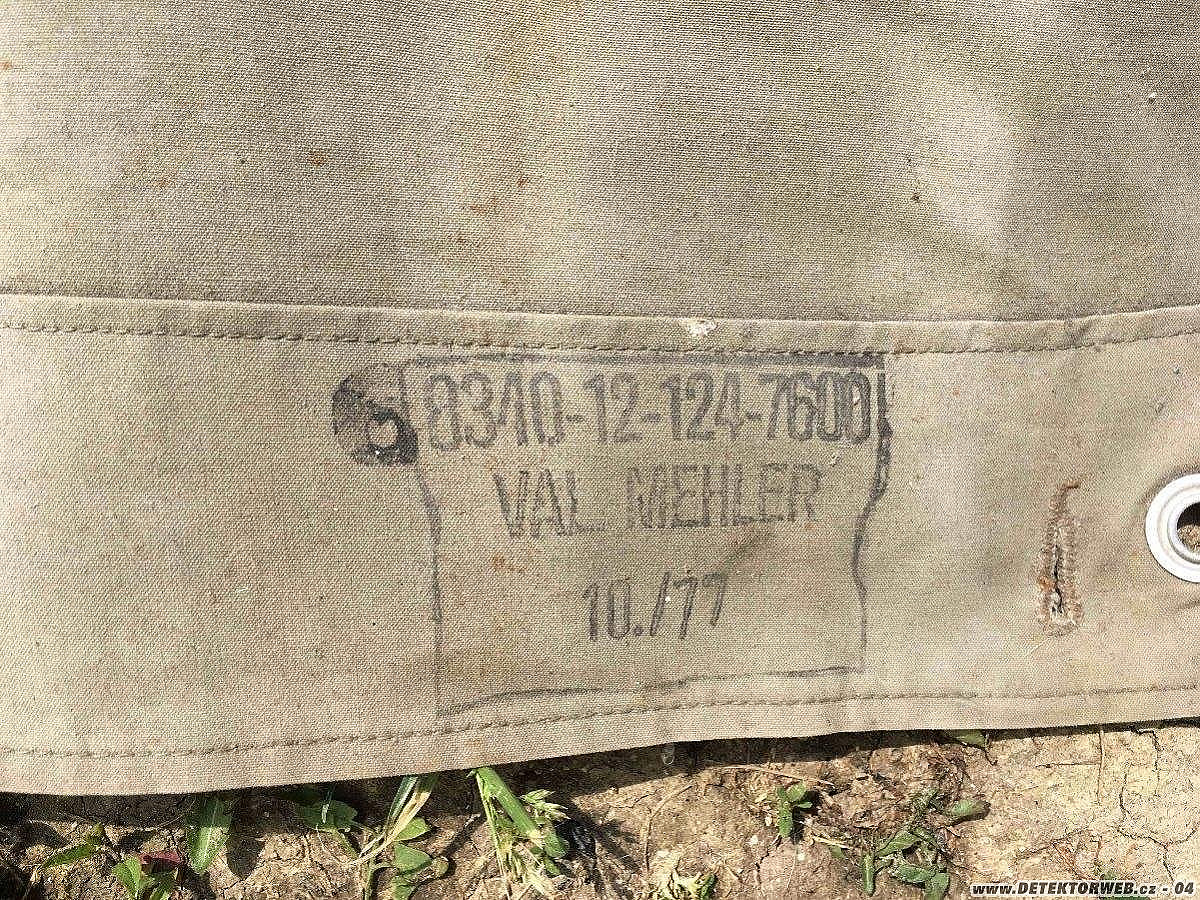 8340-12-124-7600
VAL. MEHLER
10./77
www.DETEKTORWEB.cz - 04